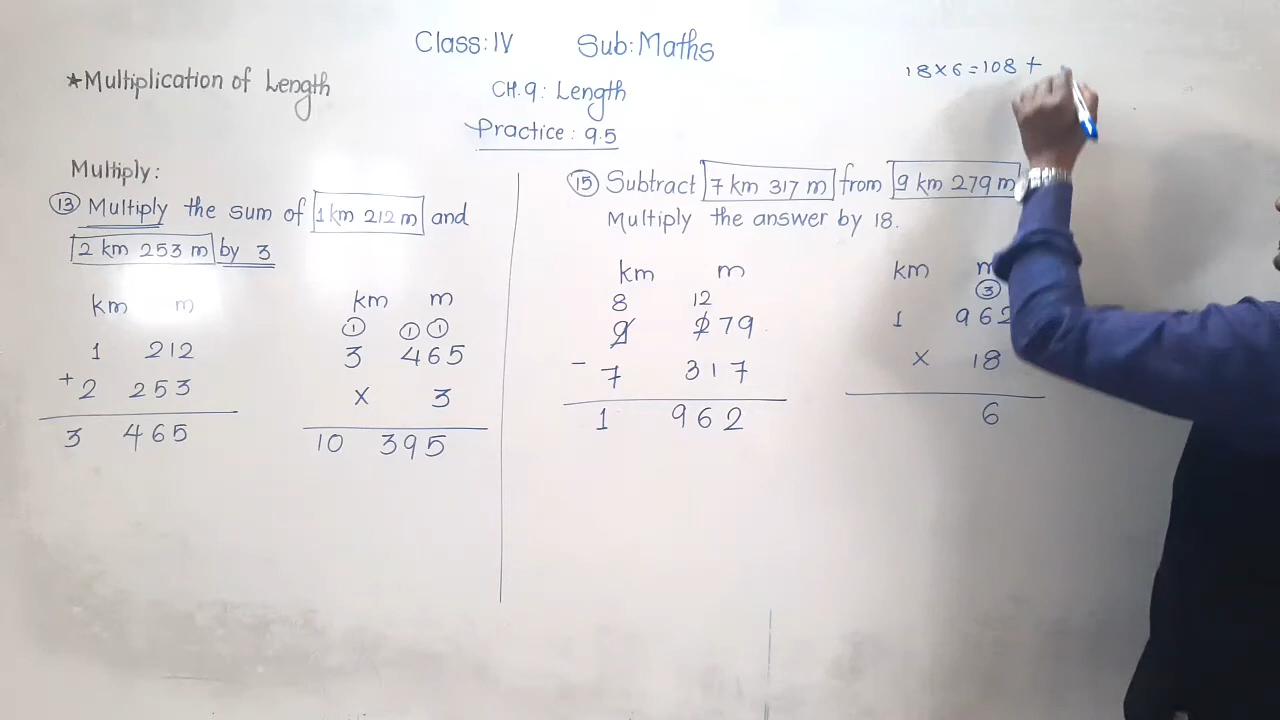 Class: IV Sub: Maths
18×6=108 +
*Multiplication of Length
CH.9: Length
Practice: 9.5
Multiply:
13 Multiply the sum of 1 km 212 m and
2 km 253 m by 3
km m
1 212
+ 2 253
3 465
km m
1 1 1
3 465
× 3
10 395
15 Subtract 7 km 317 m from 9 km 279 m
Multiply the answer by 18.
km m
8 12
9 279
- 7 317
1 962
km m
3
1 962
× 18
6